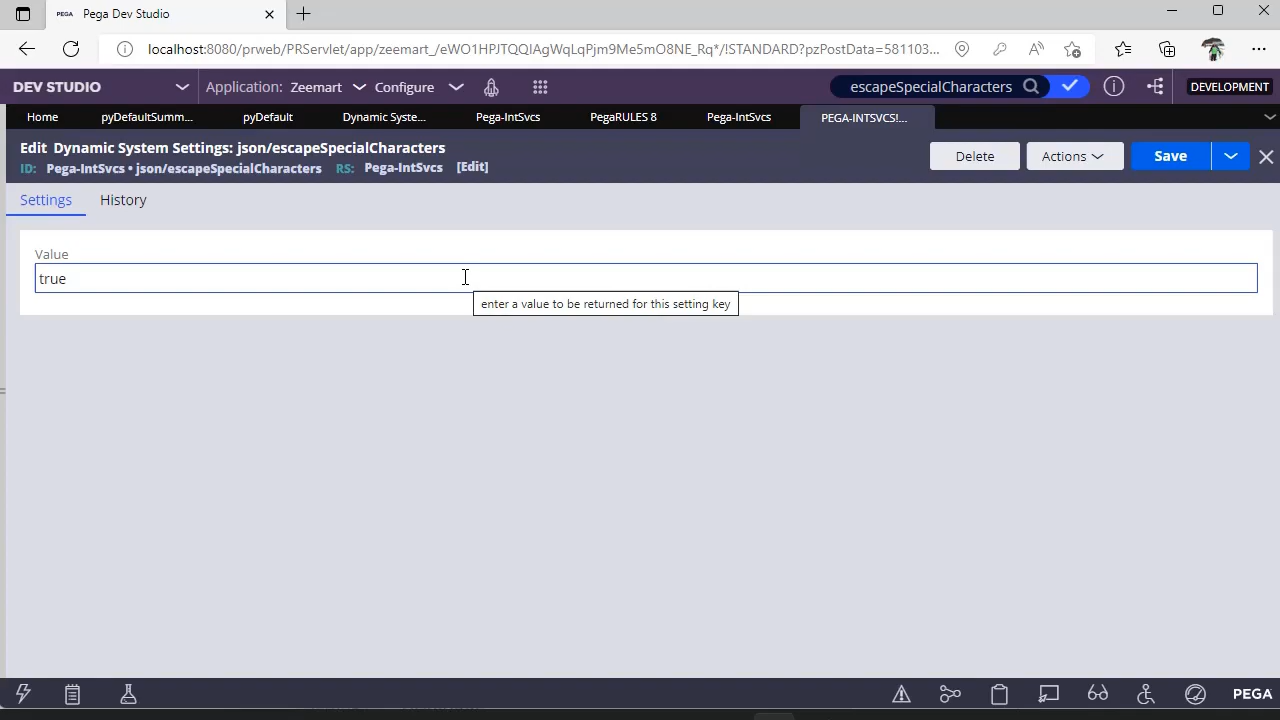 PEGA Pega Dev Studio
localhost:8080/prweb/PRServlet/app/zeemart_/eWO1HPJTQQIAgWqLqPjm9Me5mO8NE_Rq*/!STANDARD?pzPostData=581103...
DEV STUDIO Application: Zeemart Configure escapeSpecialCharacters DEVELOPMENT
Home pyDefaultSumm... pyDefault Dynamic Syste... Pega-IntSvcs PegaRULES 8 Pega-IntSvcs PEGA-INTSVCS!...
Edit Dynamic System Settings: json/escapeSpecialCharacters
ID: Pega-IntSvcs • json/escapeSpecialCharacters RS: Pega-IntSvcs [Edit]
Delete Actions Save
Settings History
Value
true
enter a value to be returned for this setting key
PEGA